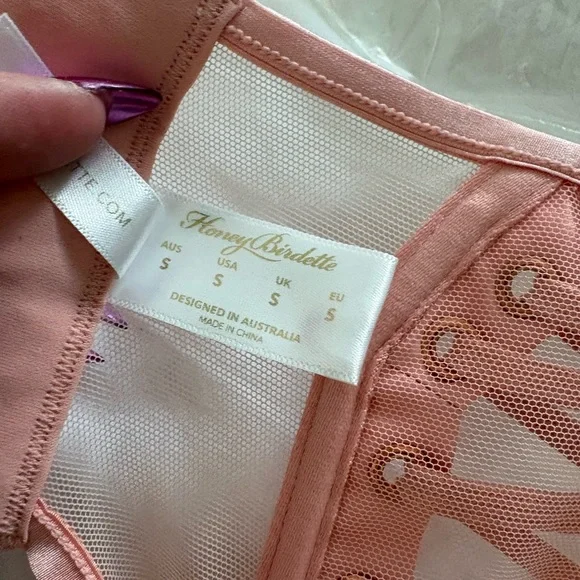 Honey Birdette
AUS USA UK EU
S S S S
DESIGNED IN AUSTRALIA
MADE IN CHINA